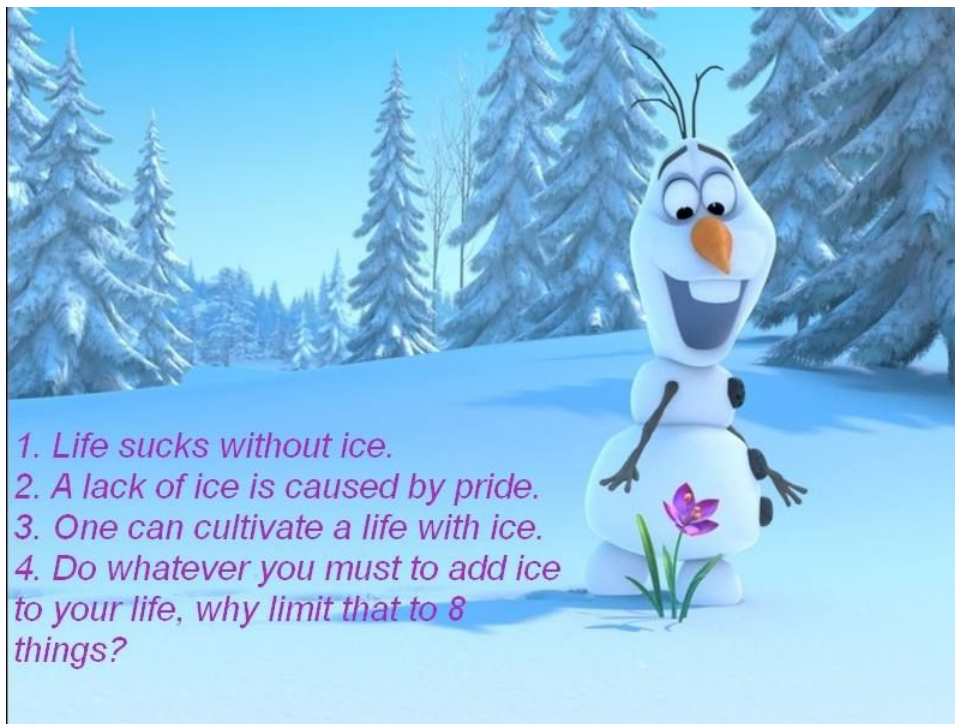 1. Life sucks without ice.
2. A lack of ice is caused by pride.
3. One can cultivate a life with ice.
4. Do whatever you must to add ice
to your life, why limit that to 8
things?